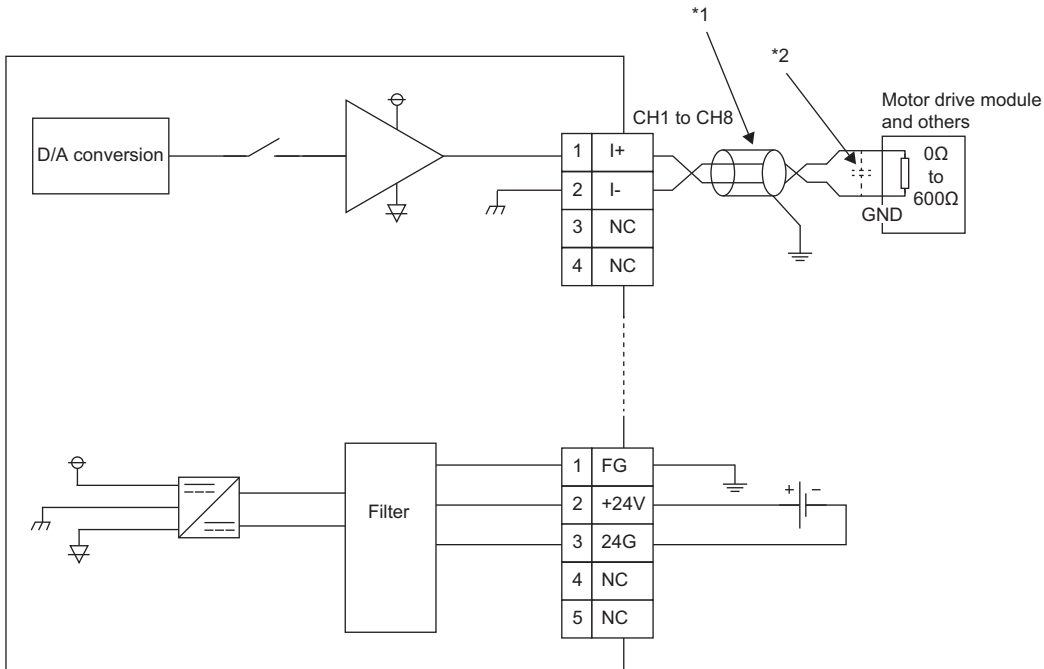 *1
*2
Motor drive module
and others
CH1 to CH8
D/A conversion
1 I+
2 I-
3 NC
4 NC
0Ω
to
600Ω
GND
1 FG
2 +24V
3 24G
4 NC
5 NC
+ −
Filter